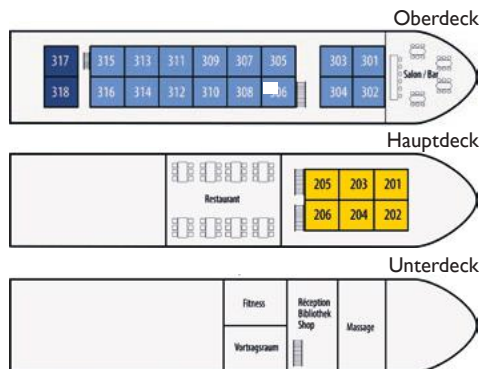 Oberdeck
317 315 313 311 309 307 305 303 301
Salon / Bar
318 316 314 312 310 308 306 304 302
Hauptdeck
205 203 201
Restaurant
206 204 202
Unterdeck
Fitness
Réception
Bibliothek
Shop
Massage
Vortragsraum